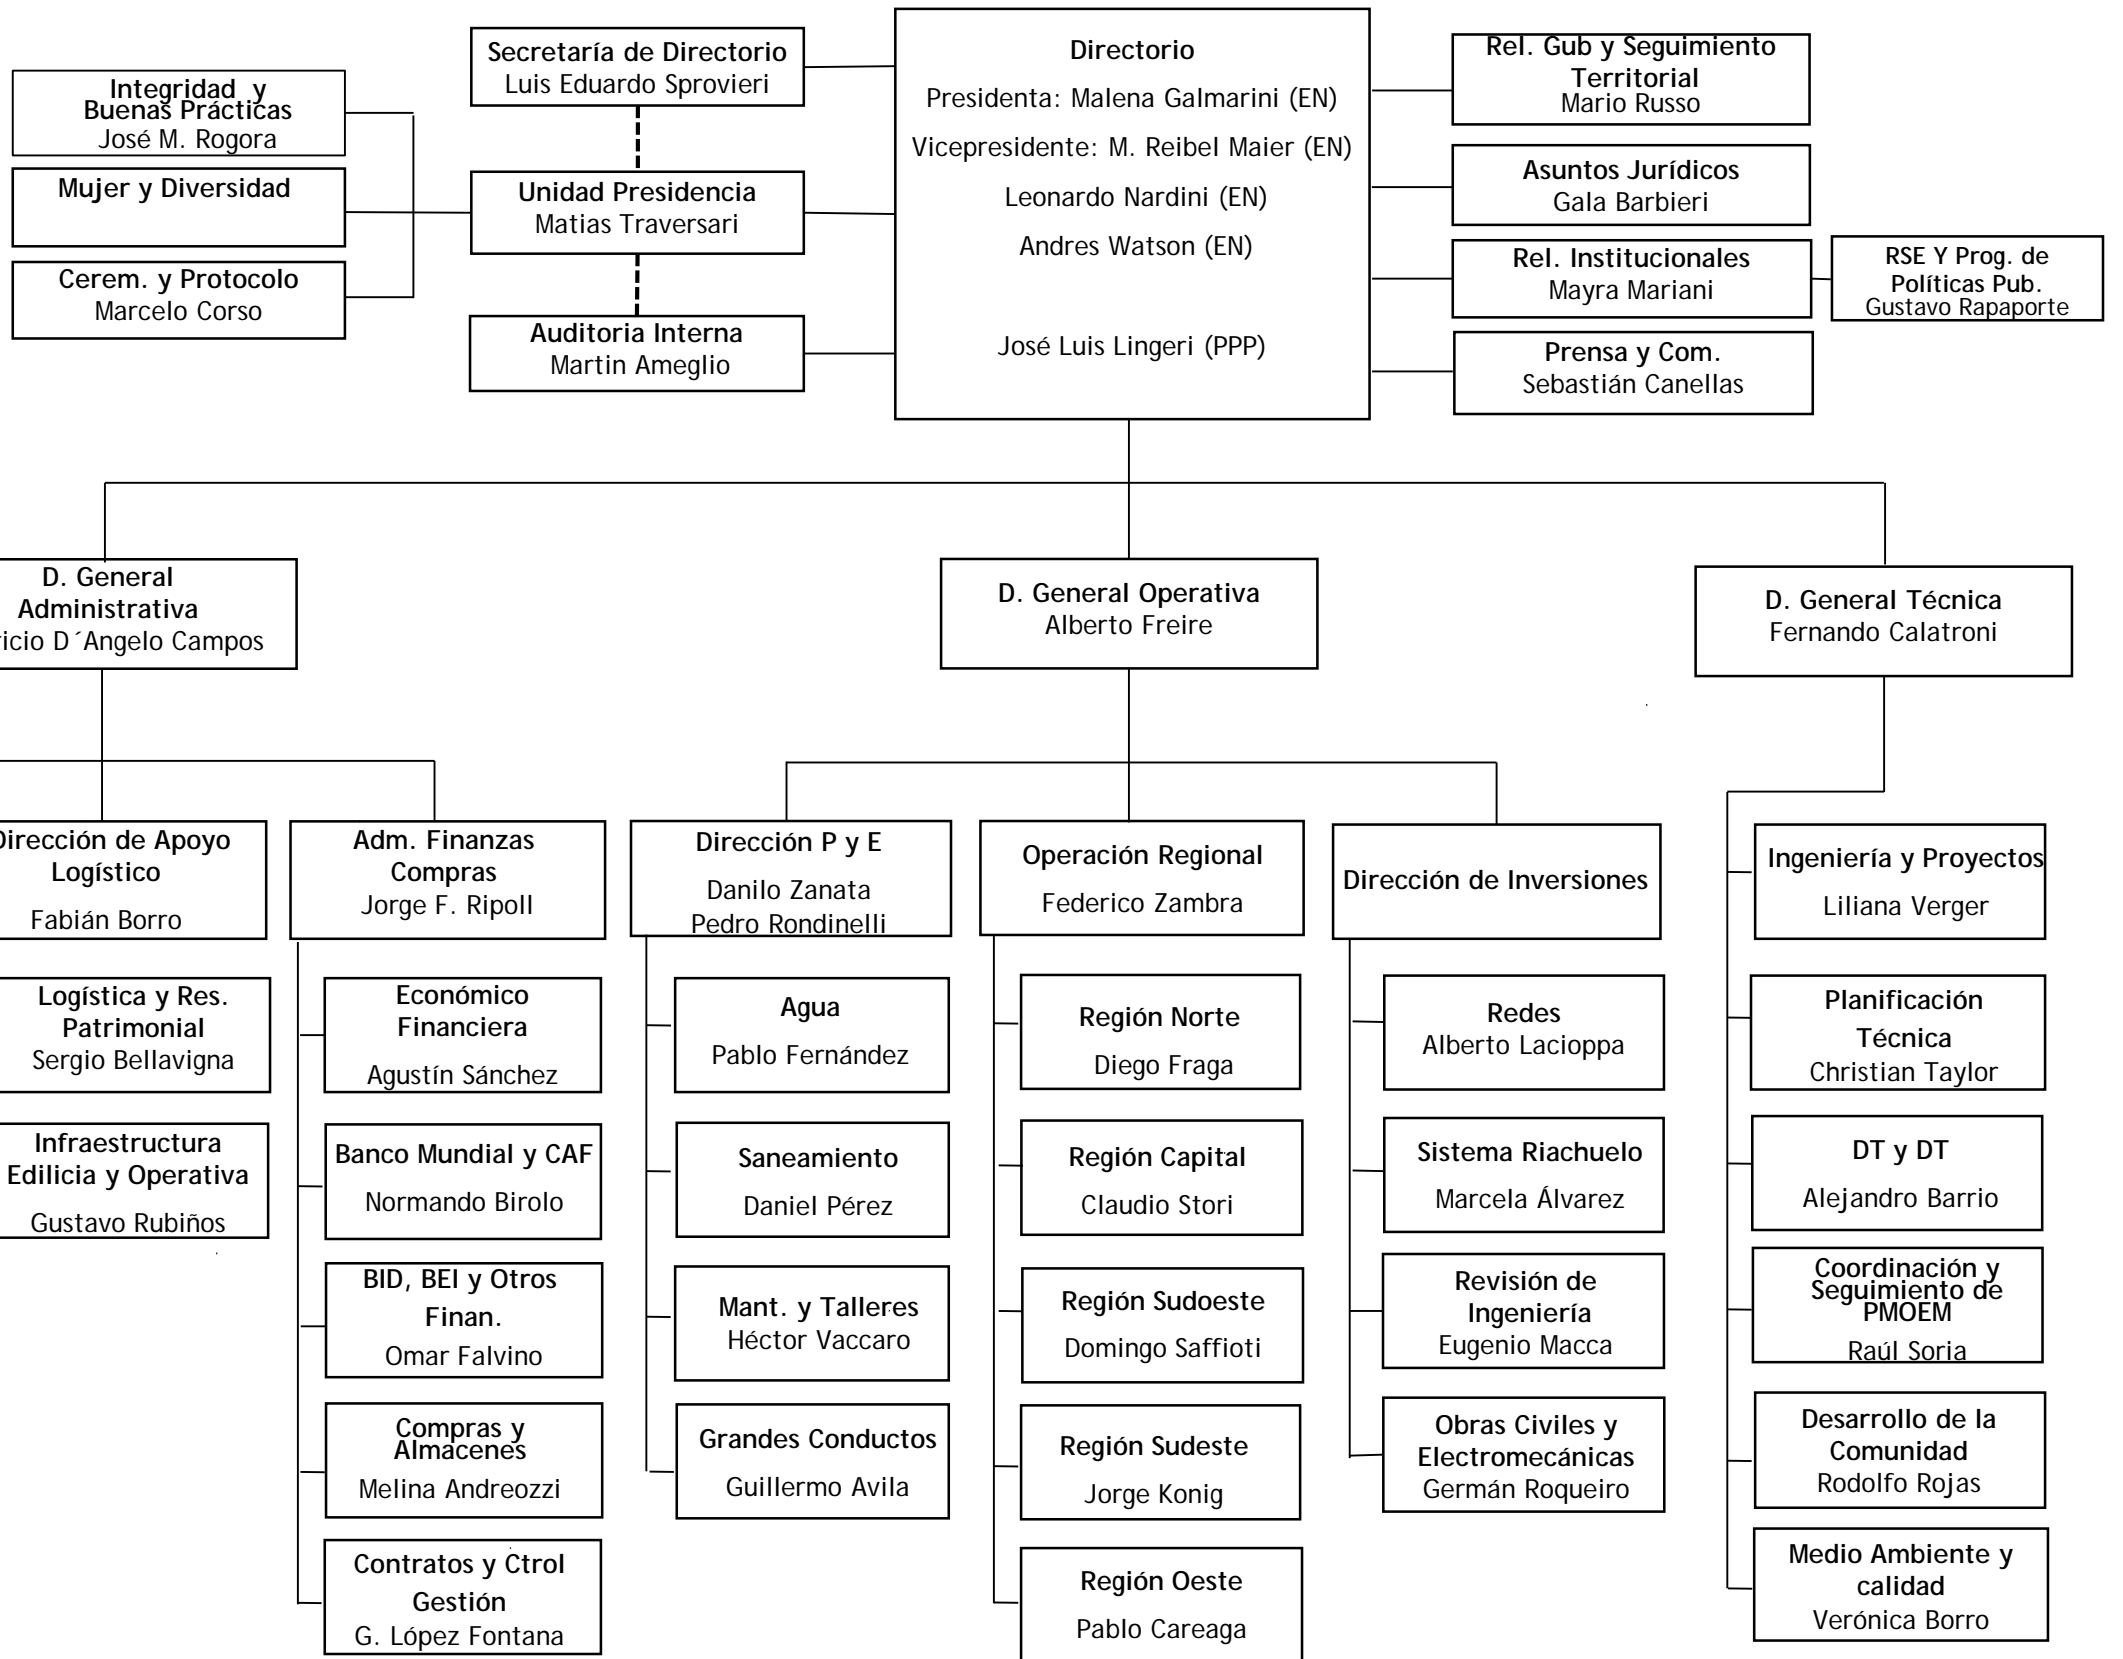 Directorio
Presidenta: Malena Galmarini (EN)
Vicepresidente: M. Reibel Maier (EN)
Leonardo Nardini (EN)
Andres Watson (EN)
José Luis Lingeri (PPP)
Secretaría de Directorio
Luis Eduardo Sprovieri
Unidad Presidencia
Matias Traversari
Auditoria Interna
Martin Ameglio
Integridad y
Buenas Prácticas
José M. Rogora
Mujer y Diversidad
Cerem. y Protocolo
Marcelo Corso
Rel. Gub y Seguimiento
Territorial
Mario Russo
Asuntos Jurídicos
Gala Barbieri
Rel. Institucionales
Mayra Mariani
RSE Y Prog. de
Políticas Pub.
Gustavo Rapaporte
Prensa y Com.
Sebastián Canellas
D. General
Administrativa
D´Angelo Campos
D. General Operativa
Alberto Freire
D. General Técnica
Fernando Calatroni
Dirección de Apoyo
Logístico
Fabián Borro
Logística y Res.
Patrimonial
Sergio Bellavigna
Infraestructura
Edilicia y Operativa
Gustavo Rubiños
Adm. Finanzas
Compras
Jorge F. Ripoll
Económico
Financiera
Agustín Sánchez
Banco Mundial y CAF
Normando Birolo
BID, BEI y Otros
Finan.
Omar Falvino
Compras y
Almacenes
Melina Andreozzi
Contratos y Ctrol
Gestión
G. López Fontana
Dirección P y E
Danilo Zanata
Pedro Rondinelli
Agua
Pablo Fernández
Saneamiento
Daniel Pérez
Mant. y Talleres
Héctor Vaccaro
Grandes Conductos
Guillermo Avila
Operación Regional
Federico Zambra
Región Norte
Diego Fraga
Región Capital
Claudio Stori
Región Sudoeste
Domingo Saffioti
Región Sudeste
Jorge Konig
Región Oeste
Pablo Careaga
Dirección de Inversiones
Redes
Alberto Lacioppa
Sistema Riachuelo
Marcela Álvarez
Revisión de
Ingeniería
Eugenio Macca
Obras Civiles y
Electromecánicas
Germán Roqueiro
Ingeniería y Proyectos
Liliana Verger
Planificación
Técnica
Christian Taylor
DT y DT
Alejandro Barrio
Coordinación y
Seguimiento de
PMOEM
Raúl Soria
Desarrollo de la
Comunidad
Rodolfo Rojas
Medio Ambiente y
calidad
Verónica Borro